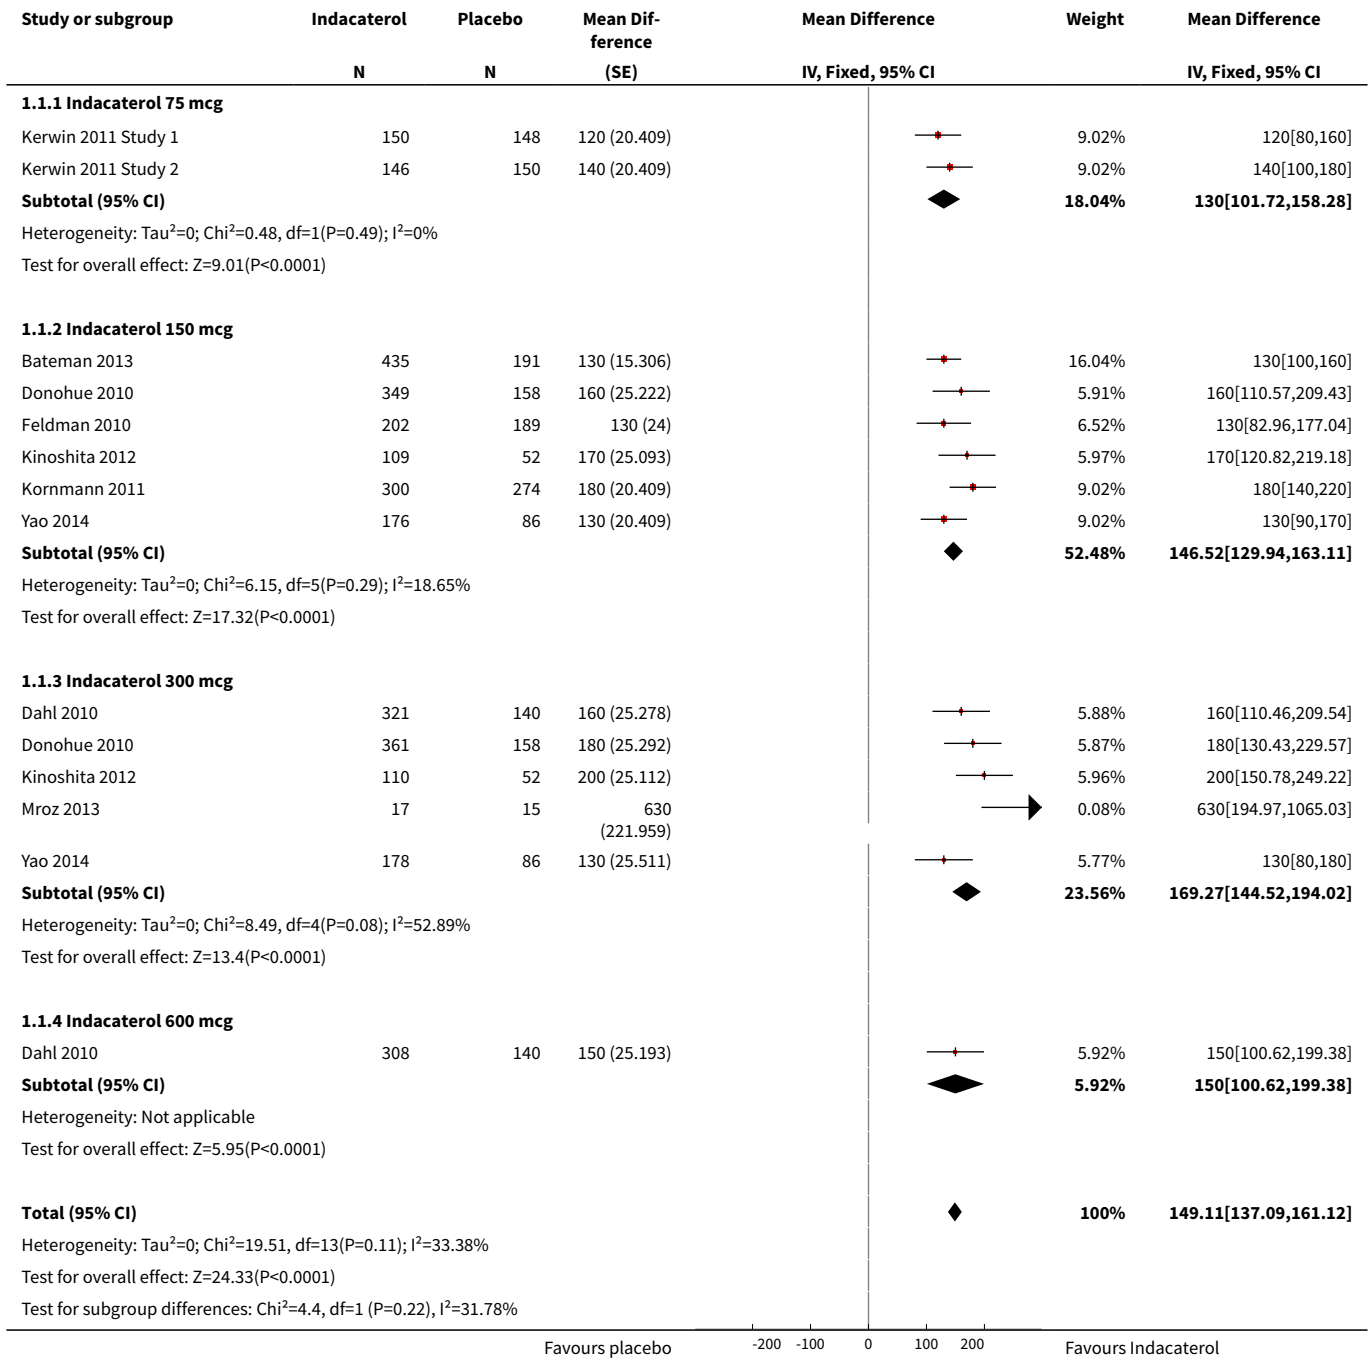 Study or subgroup Indacaterol Placebo Mean Dif- Mean Difference Weight Mean Difference
ference
N N (SE) IV, Fixed, 95% CI IV, Fixed, 95% CI
1.1.1 Indacaterol 75 mcg
Kerwin 2011 Study 1 150 148 120 (20.409) 9.02% 120[80,160]
Kerwin 2011 Study 2 146 150 140 (20.409) 9.02% 140[100,180]
Subtotal (95% CI) 18.04% 130[101.72,158.28]
Heterogeneity: Tau²=0; Chi²=0.48, df=1(P=0.49); I²=0%
Test for overall effect: Z=9.01(P<0.0001)
1.1.2 Indacaterol 150 mcg
Bateman 2013 435 191 130 (15.306) 16.04% 130[100,160]
Donohue 2010 349 158 160 (25.222) 5.91% 160[110.57,209.43]
Feldman 2010 202 189 130 (24) 6.52% 130[82.96,177.04]
Kinoshita 2012 109 52 170 (25.093) 5.97% 170[120.82,219.18]
Kornmann 2011 300 274 180 (20.409) 9.02% 180[140,220]
Yao 2014 176 86 130 (20.409) 9.02% 130[90,170]
Subtotal (95% CI) 52.48% 146.52[129.94,163.11]
Heterogeneity: Tau²=0; Chi²=6.15, df=5(P=0.29); I²=18.65%
Test for overall effect: Z=17.32(P<0.0001)
1.1.3 Indacaterol 300 mcg
Dahl 2010 321 140 160 (25.278) 5.88% 160[110.46,209.54]
Donohue 2010 361 158 180 (25.292) 5.87% 180[130.43,229.57]
Kinoshita 2012 110 52 200 (25.112) 5.96% 200[150.78,249.22]
Mroz 2013 17 15 630 0.08% 630[194.97,1065.03]
(221.959)
Yao 2014 178 86 130 (25.511) 5.77% 130[80,180]
Subtotal (95% CI) 23.56% 169.27[144.52,194.02]
Heterogeneity: Tau²=0; Chi²=8.49, df=4(P=0.08); I²=52.89%
Test for overall effect: Z=13.4(P<0.0001)
1.1.4 Indacaterol 600 mcg
Dahl 2010 308 140 150 (25.193) 5.92% 150[100.62,199.38]
Subtotal (95% CI) 5.92% 150[100.62,199.38]
Heterogeneity: Not applicable
Test for overall effect: Z=5.95(P<0.0001)
Total (95% CI) 100% 149.11[137.09,161.12]
Heterogeneity: Tau²=0; Chi²=19.51, df=13(P=0.11); I²=33.38%
Test for overall effect: Z=24.33(P<0.0001)
Test for subgroup differences: Chi²=4.4, df=1 (P=0.22), I²=31.78%
Favours placebo -200 -100 0 100 200 Favours Indacaterol